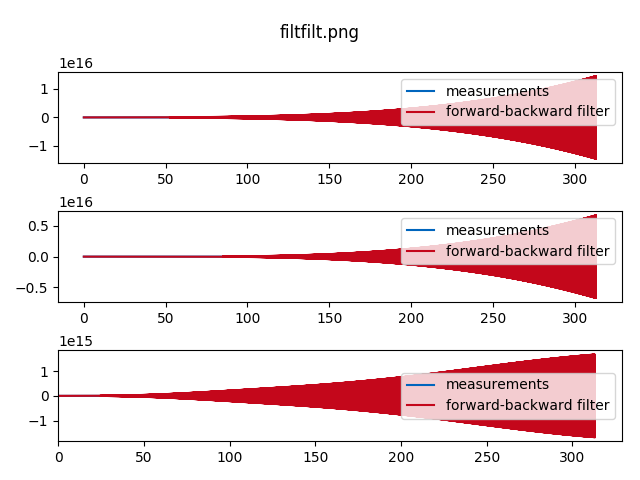 filtfilt.png
1e16
1
0
−1
measurements
forward-backward filter
0 50 100 150 200 250 300
1e16
0.5
0.0
−0.5
measurements
forward-backward filter
0 50 100 150 200 250 300
1e15
1
0
−1
measurements
forward-backward filter
0 50 100 150 200 250 300